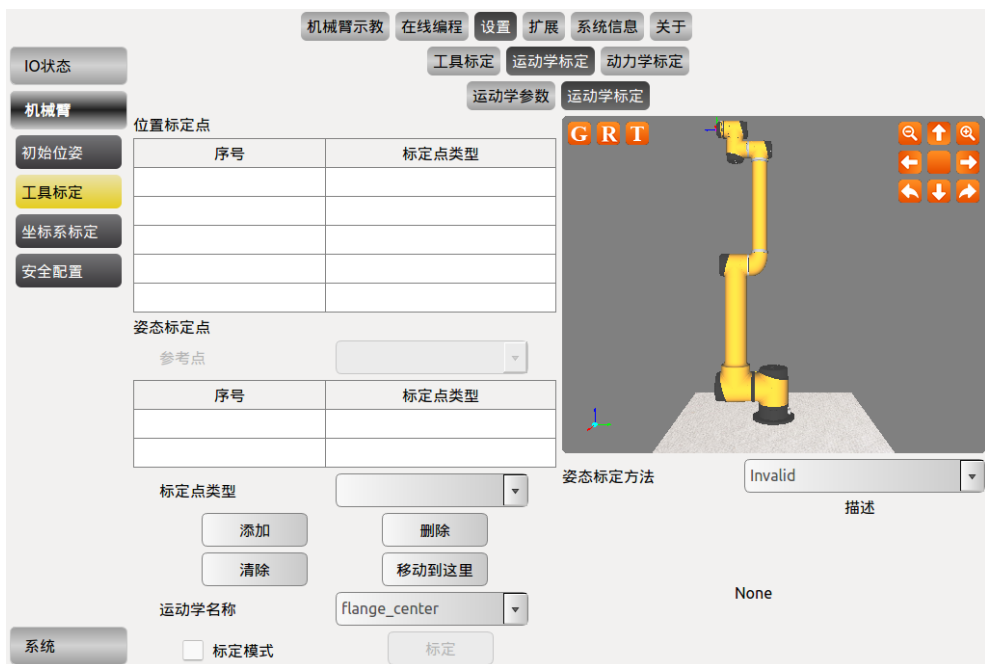 机械臂示教 在线编程 设置 扩展 系统信息 关于
工具标定 运动学标定 动力学标定
运动学参数 运动学标定
IO状态
机械臂
初始位姿
工具标定
坐标系标定
安全配置
系统
位置标定点
序号 标定点类型
姿态标定点
参考点
序号 标定点类型
标定点类型
添加 删除
清除 移动到这里
运动学名称 flange_center
标定模式 标定
G R T
姿态标定方法 Invalid
描述
None